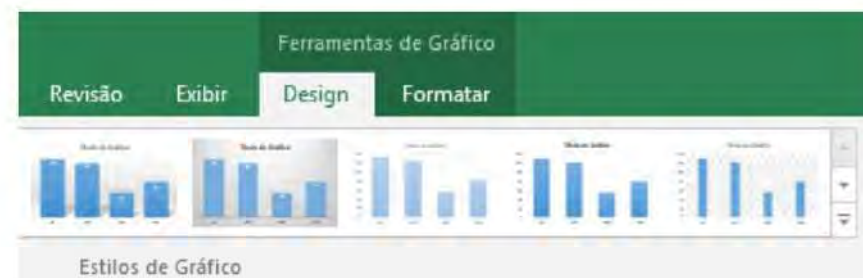 Ferramentas de Gráfico
Revisão Exibir Design Formatar
Estilos de Gráfico